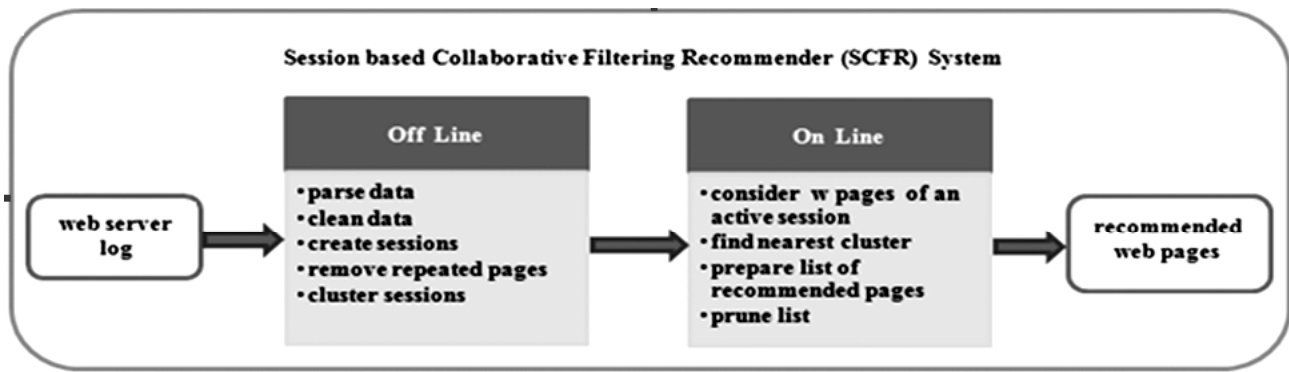 Session based Collaborative Filtering Recommender (SCFR) System
web server
log
Off Line
•parse data
•clean data
•create sessions
•remove repeated pages
•cluster sessions
On Line
•consider w pages of an
active session
•find nearest cluster
•prepare list of
recommended pages
•prune list
recommended
web pages